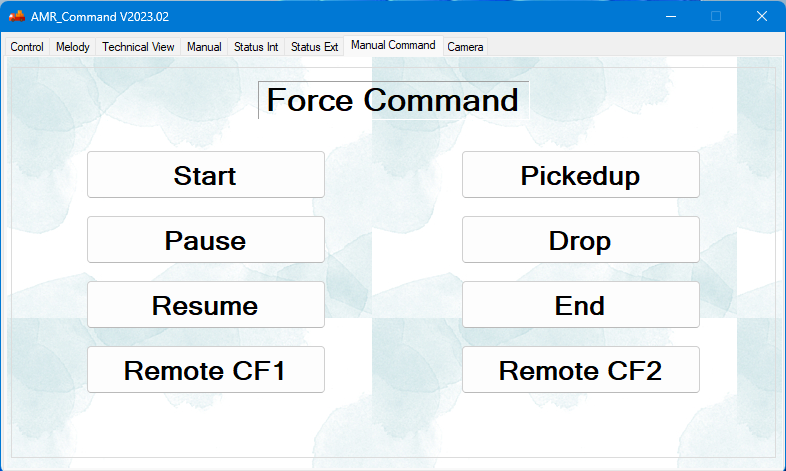 AMR_Command V2023.02
Control Melody Technical View Manual Status Int Status Ext Manual Command Camera
Force Command
Start Pickedup
Pause Drop
Resume End
Remote CF1 Remote CF2